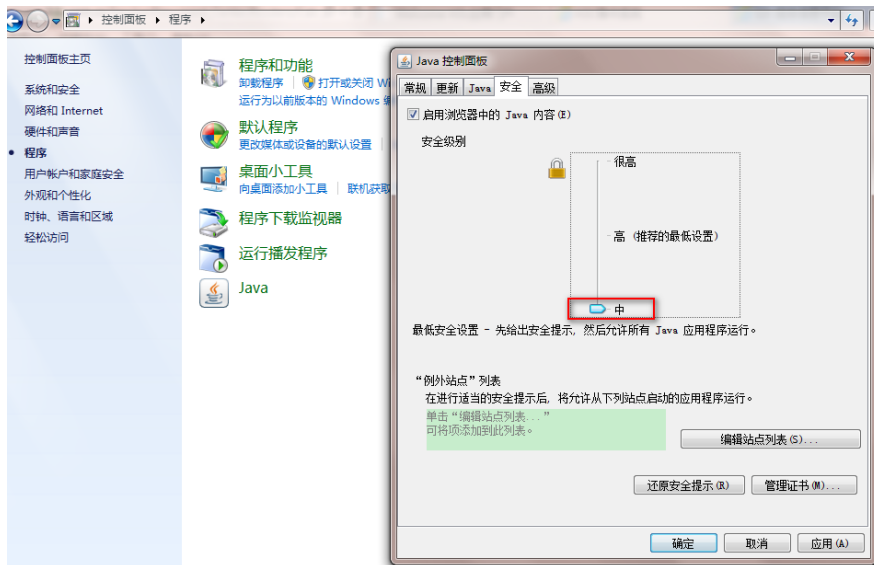 控制面板 程序
控制面板主页
系统和安全
网络和 Internet
硬件和声音
程序
用户帐户和家庭安全
外观和个性化
时钟、语言和区域
轻松访问
程序和功能
卸载程序 打开或关闭 Wi
运行为以前版本的 Windows
默认程序
更改媒体或设备的默认设置
桌面小工具
向桌面添加小工具 联机获取
程序下载监视器
运行播发程序
Java
Java 控制面板
常规 更新 Java 安全 高级
启用浏览器中的 Java 内容(E)
安全级别
很高
高 (推荐的最低设置)
中
最低安全设置 - 先给出安全提示, 然后允许所有 Java 应用程序运行。
“例外站点”列表
在进行适当的安全提示后, 将允许从下列站点启动的应用程序运行。
单击“编辑站点列表...”
可将项添加到此列表。
编辑站点列表(S)...
还原安全提示(R) 管理证书(M)...
确定 取消 应用(A)